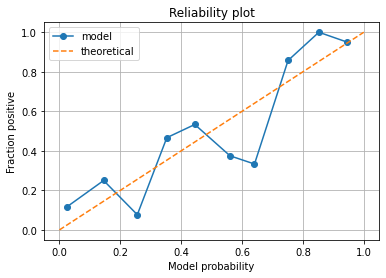 Reliability plot
model
theoretical
Fraction positive
1.0
0.8
0.6
0.4
0.2
0.0
0.0 0.2 0.4 0.6 0.8 1.0
Model probability